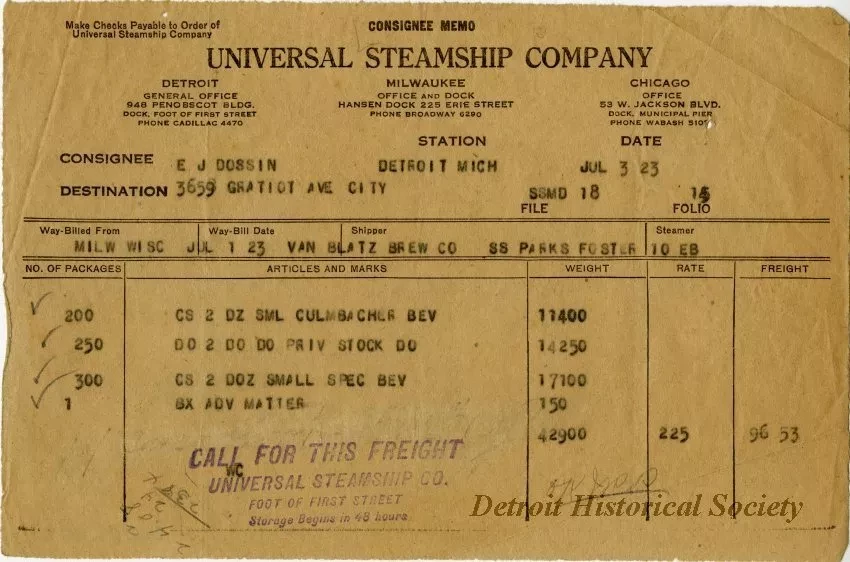 Make Checks Payable to Order of
Universal Steamship Company
CONSIGNEE MEMO
UNIVERSAL STEAMSHIP COMPANY
DETROIT
GENERAL OFFICE
948 PENOBSCOT BLDG.
DOCK, FOOT OF FIRST STREET
PHONE CADILLAC 4470
MILWAUKEE
OFFICE AND DOCK
HANSEN DOCK 225 ERIE STREET
PHONE BROADWAY 6290
CHICAGO
OFFICE
53 W. JACKSON BLVD.
DOCK, MUNICIPAL PIER
PHONE WABASH
STATION DATE
CONSIGNEE E J DOSSIN DETROIT MICH JUL 3 23
DESTINATION 3659 GRATIOT AVE CITY SSMD 18
FILE FOLIO
Way-Billed From Way-Bill Date Shipper Steamer
MILW WISC JUL 1 23 VAN BLATZ BREW CO SS PARKS FOSTER 10 EB
NO. OF PACKAGES ARTICLES AND MARKS WEIGHT RATE FREIGHT
200 CS 2 DZ SML CULMBACHER BEV 11400
250 DO 2 DO DO PRIV STOCK DO 14250
300 CS 2 DOZ SMALL SPEC BEV 17100
1 BX ADV MATTER 150
42900 225 96 53
CALL FOR THIS FREIGHT
WC
UNIVERSAL STEAMSHIP CO.
FOOT OF FIRST STREET
Storage Begins in 48 hours
Detroit Historical Society